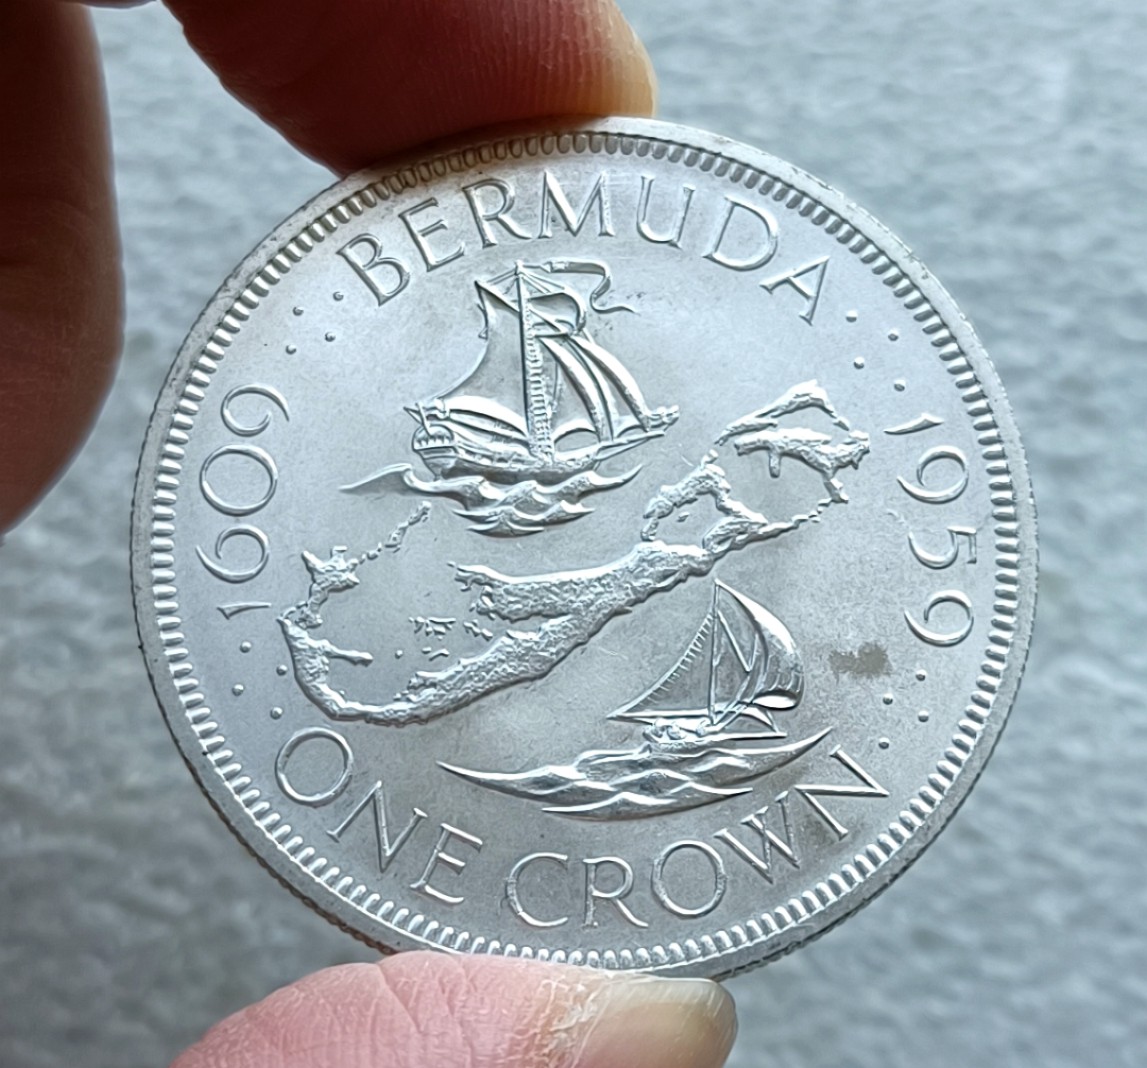 BERMUDA
1609
1959
ONE CROWN